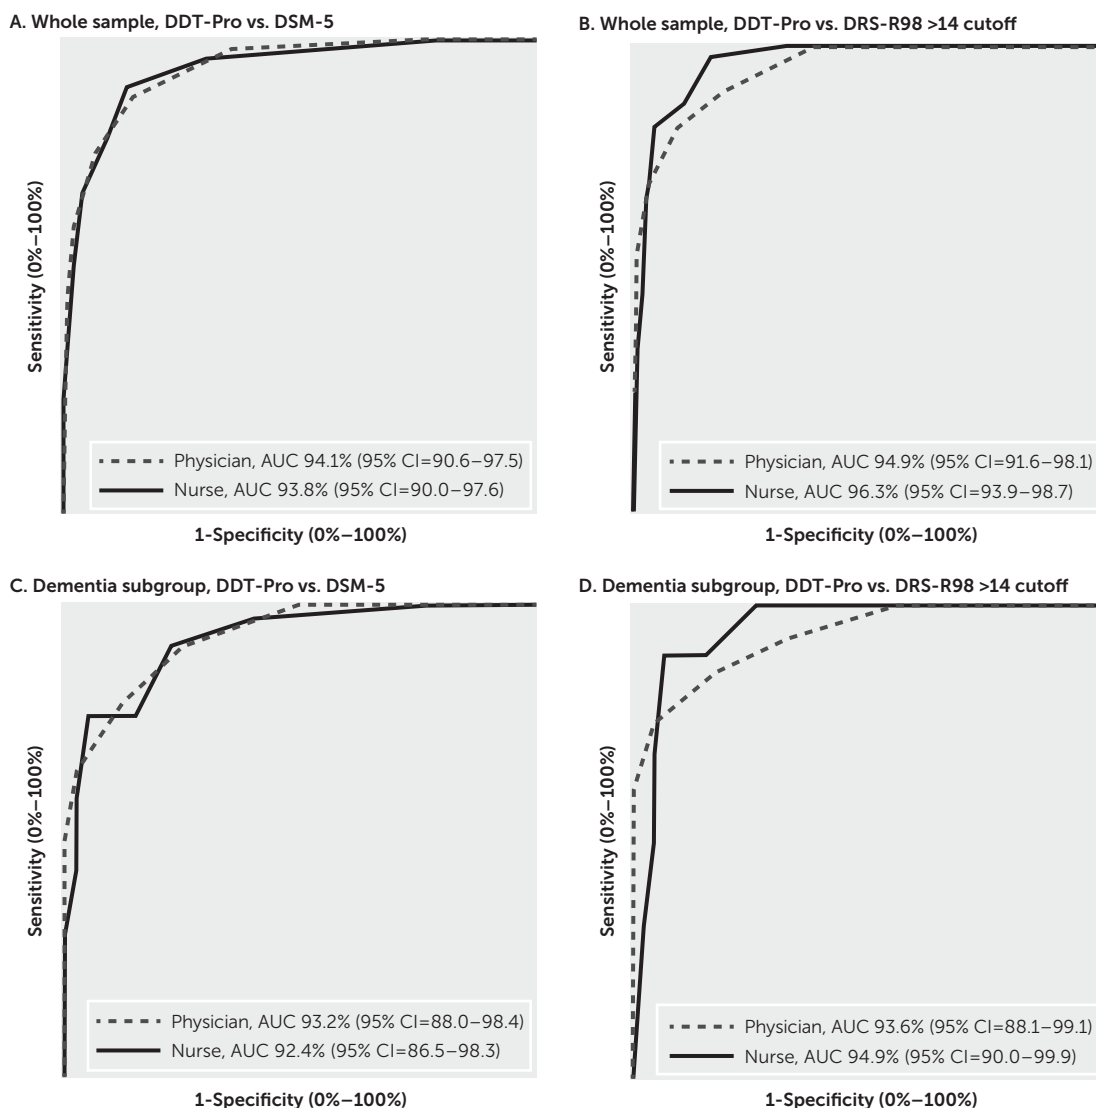 A. Whole sample, DDT-Pro vs. DSM-5
Sensitivity (0%–100%)
Physician, AUC 94.1% (95% CI=90.6–97.5)
Nurse, AUC 93.8% (95% CI=90.0–97.6)
1-Specificity (0%–100%)
B. Whole sample, DDT-Pro vs. DRS-R98 >14 cutoff
Sensitivity (0%–100%)
Physician, AUC 94.9% (95% CI=91.6–98.1)
Nurse, AUC 96.3% (95% CI=93.9–98.7)
1-Specificity (0%–100%)
C. Dementia subgroup, DDT-Pro vs. DSM-5
Sensitivity (0%–100%)
Physician, AUC 93.2% (95% CI=88.0–98.4)
Nurse, AUC 92.4% (95% CI=86.5–98.3)
1-Specificity (0%–100%)
D. Dementia subgroup, DDT-Pro vs. DRS-R98 >14 cutoff
Sensitivity (0%–100%)
Physician, AUC 93.6% (95% CI=88.1–99.1)
Nurse, AUC 94.9% (95% CI=90.0–99.9)
1-Specificity (0%–100%)